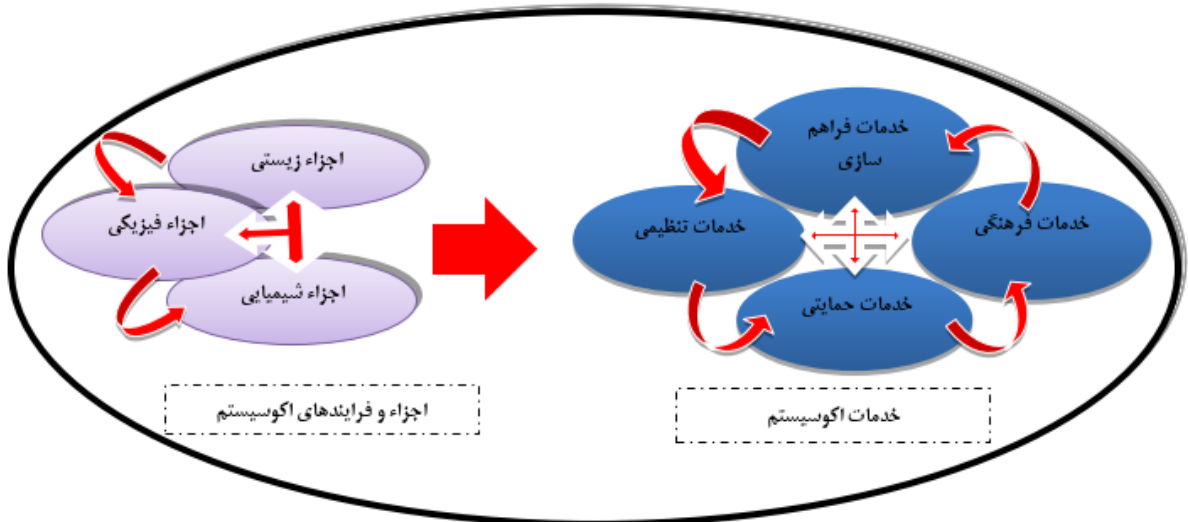 خدمات فراهم
سازی
خدمات فرهنگی
خدمات تنظیمی
خدمات حمایتی
خدمات اکوسیستم
اجزاء زیستی
اجزاء فیزیکی
اجزاء شیمیایی
اجزاء و فرایندهای اکوسیستم